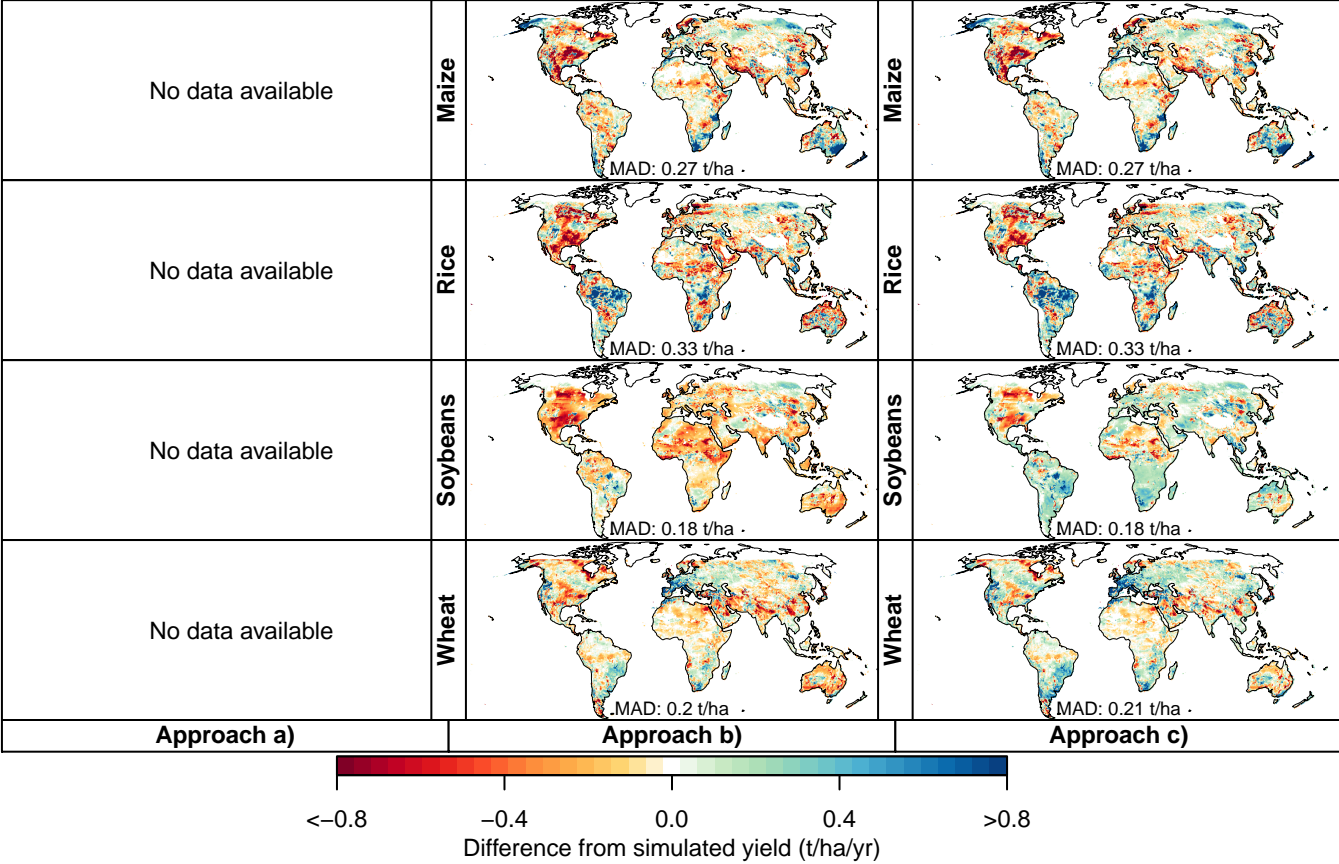 No data available
Maize
MAD: 0.27 t/ha
Maize
MAD: 0.27 t/ha
No data available
Rice
MAD: 0.33 t/ha
Rice
MAD: 0.33 t/ha
No data available
Soybeans
MAD: 0.18 t/ha
Soybeans
MAD: 0.18 t/ha
No data available
Wheat
MAD: 0.2 t/ha
Wheat
MAD: 0.21 t/ha
Approach a)
Approach b)
Approach c)
<−0.8
−0.4
0.0
0.4
>0.8
Difference from simulated yield (t/ha/yr)